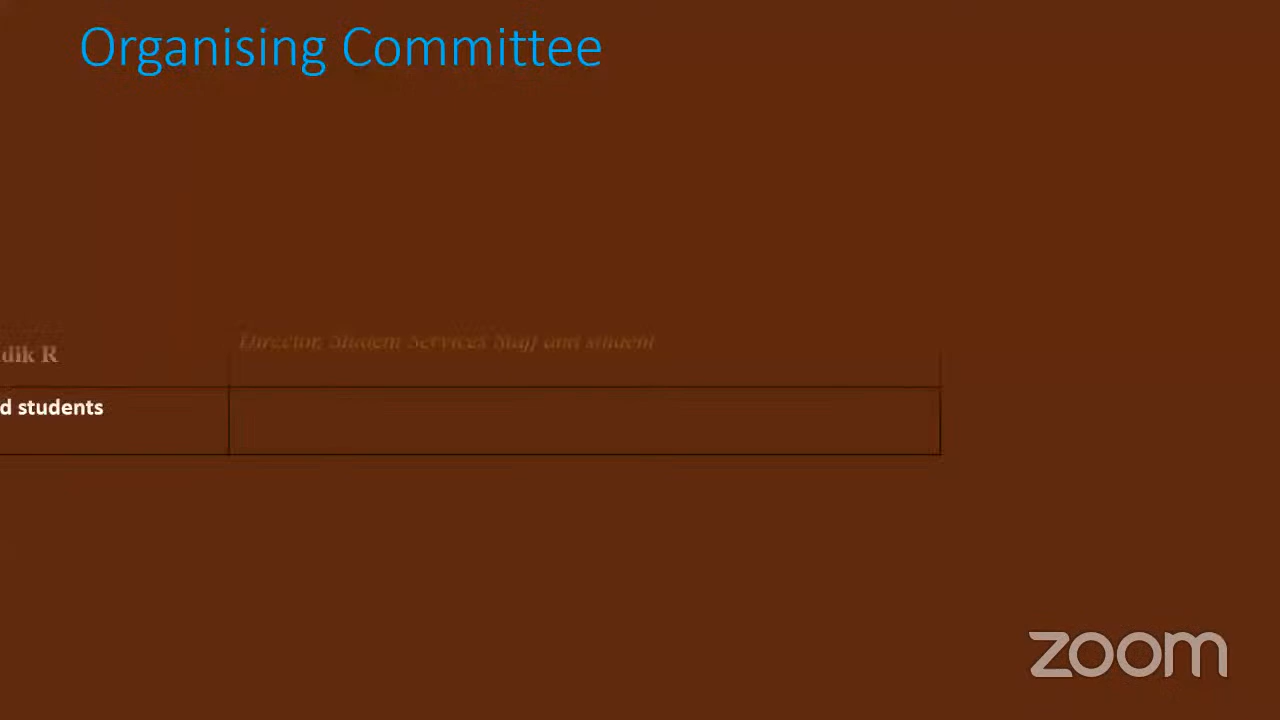 Organising Committee
Director, Student Services Staff and student
dik R
d students
zoom